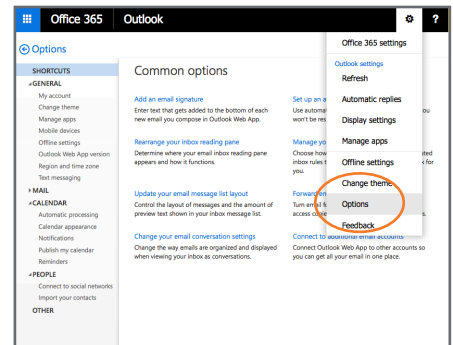 Office 365
Outlook
?
Options
SHORTCUTS
GENERAL
My account
Change theme
Manage apps
Mobile devices
Offline settings
Outlook Web App version
Region and time zone
Text messaging
MAIL
CALENDAR
Automatic processing
Calendar appearance
Notifications
Publish my calendar
Reminders
PEOPLE
Connect to social networks
Import your contacts
OTHER
Common options
Add an email signature
Enter text that gets added to the bottom of each
new email you compose in Outlook Web App.
Rearrange your inbox reading pane
Determine where your email inbox reading pane
appears and how it functions.
Update your email message list layout
Control the layout of messages and the amount of
preview text shown in your inbox message list.
Change your email conversation settings
Change the way emails are organized and displayed
when viewing your inbox as conversations.
Set up an a
Use automa
won't be res
Manage yo
Choose how
inbox rules t
you.
Forward em
Turn email f
access copie
Connect to additional email accounts
Connect Outlook Web App to other accounts so
you can get all your email in one place.
Office 365 settings
Outlook settings
Refresh
Automatic replies
Display settings
Manage apps
Offline settings
Change theme
Options
Feedback